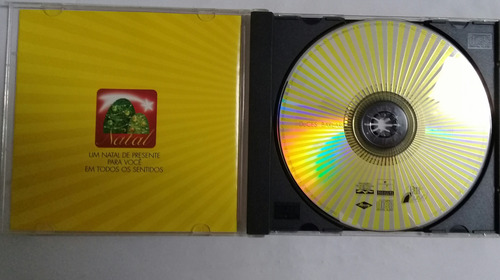 Natal
UM NATAL DE PRESENTE
PARA VOCÊ
EM TODOS OS SENTIDOS